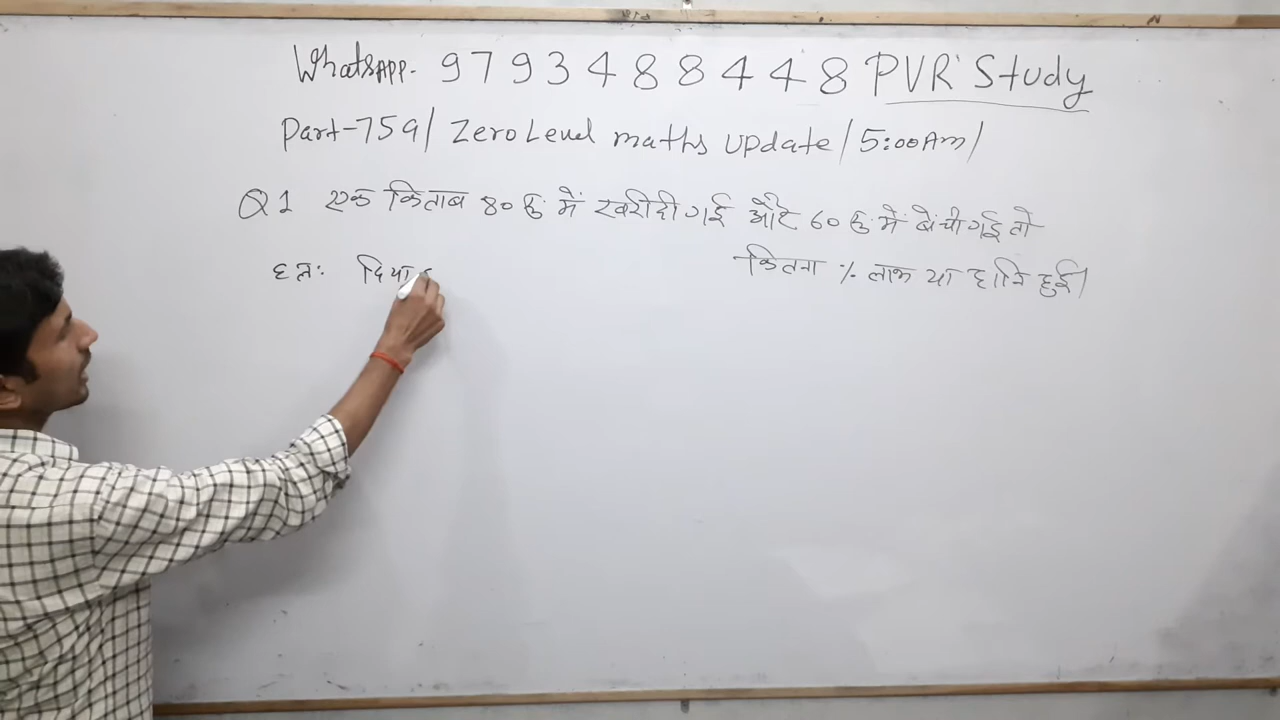 WhatsApp. 9793488448 PVR Study
Part-759/ Zero Level maths update/5:00Am/
Q1 एक किताब 80 रु में खरीदी गई और 60 रु में बेची गई तो
कितना % लाभ या हानि हुई।
हल: दिया